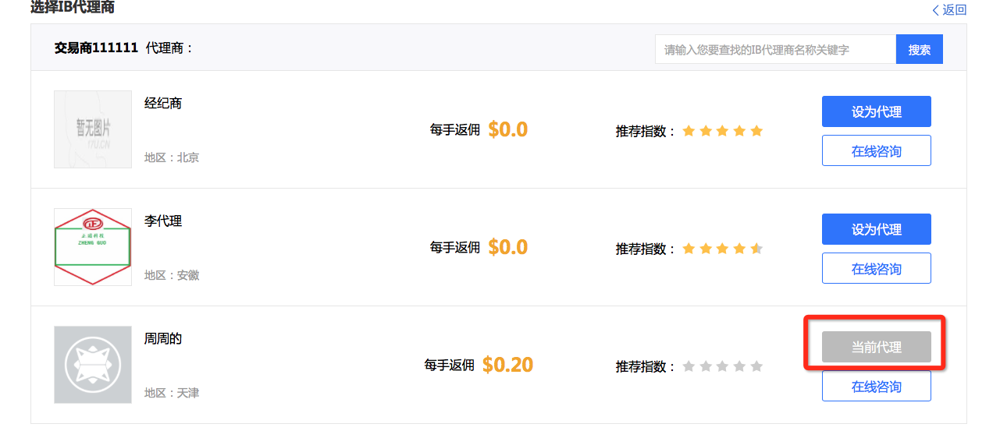 选择IB代理商
返回
交易商111111 代理商：
请输入您要查找的IB代理商名称关键字
搜索
暂无图片
17U.CN
经纪商
地区：北京
每手返佣 $0.0
推荐指数：
设为代理
在线咨询
正
正国科技
ZHENG GUO
李代理
地区：安徽
每手返佣 $0.0
推荐指数：
设为代理
在线咨询
周周的
地区：天津
每手返佣 $0.20
推荐指数：
当前代理
在线咨询